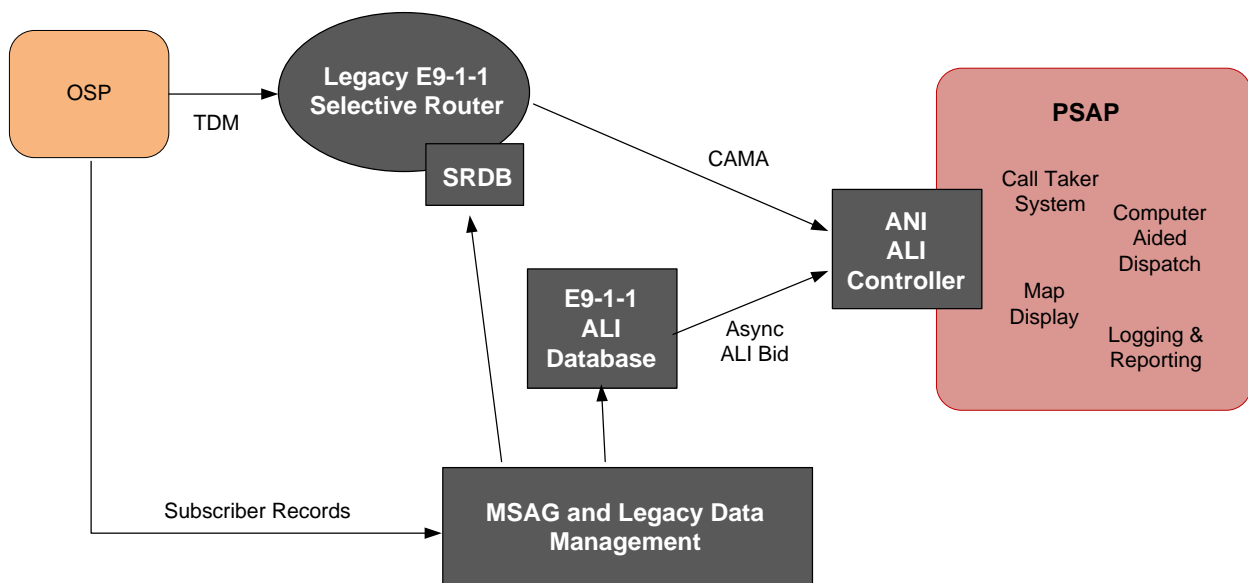 OSP
TDM
Legacy E9-1-1
Selective Router
SRDB
CAMA
PSAP
Call Taker
System
Computer
Aided
Dispatch
Map
Display
Logging &
Reporting
ANI
ALI
Controller
E9-1-1
ALI
Database
Async
ALI Bid
Subscriber Records
MSAG and Legacy Data
Management